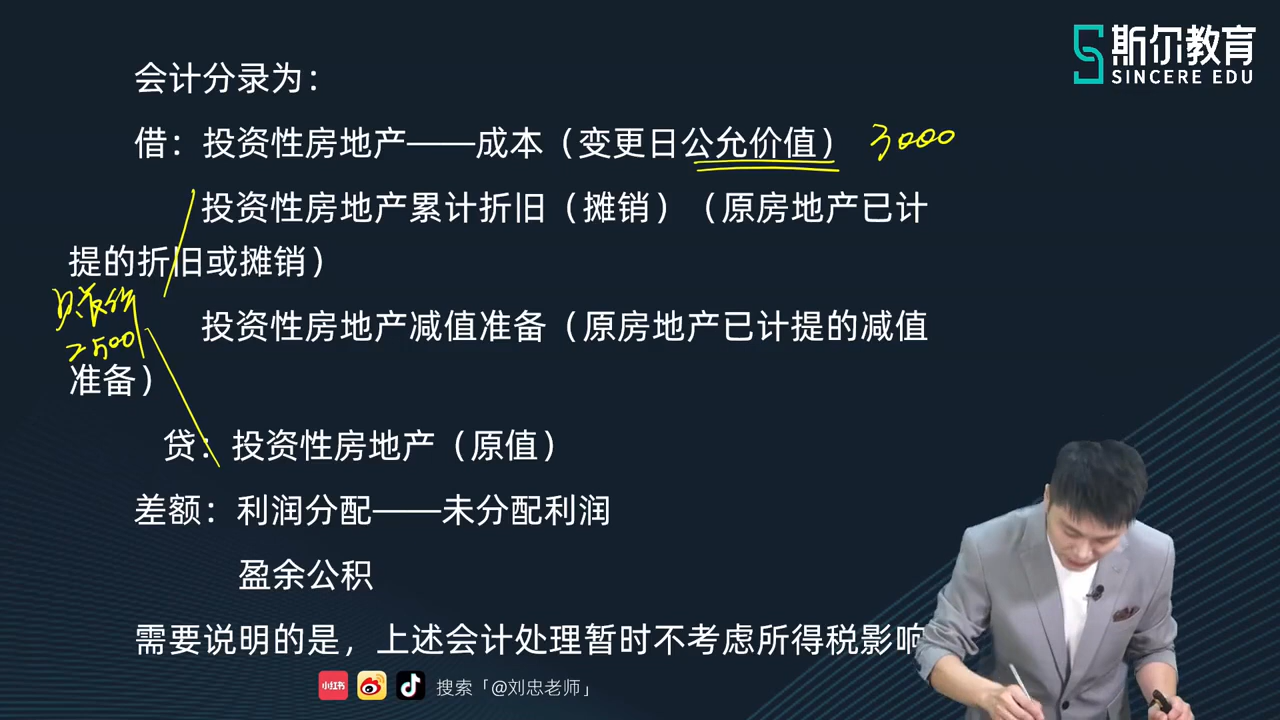 斯尔教育
SINCERE EDU
会计分录为：
借：投资性房地产——成本（变更日公允价值） 3000
投资性房地产累计折旧（摊销）（原房地产已计
提的折旧或摊销）
2500
投资性房地产减值准备（原房地产已计提的减值
准备）
贷：投资性房地产（原值）
差额：利润分配——未分配利润
盈余公积
需要说明的是，上述会计处理暂时不考虑所得税影响
小红书
搜索「@刘忠老师」